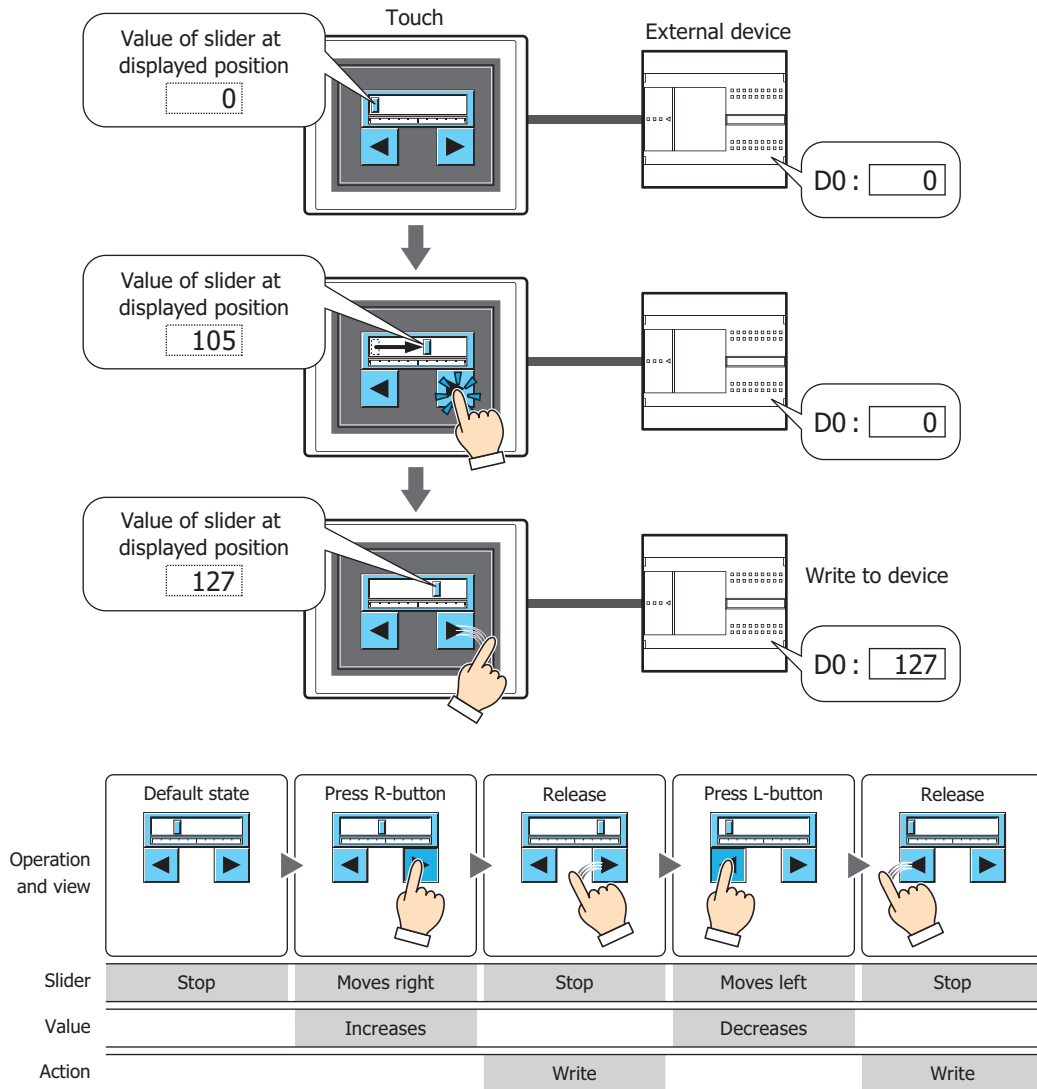 Touch
External device
Value of slider at
displayed position
0
D0 : 0
Value of slider at
displayed position
105
D0 : 0
Value of slider at
displayed position
127
Write to device
D0 : 127
Default state
Press R-button
Release
Press L-button
Release
Operation
and view
Slider Stop Moves right Stop Moves left Stop
Value Increases Decreases
Action Write Write